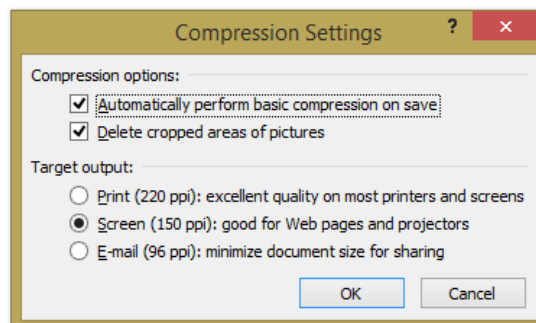 Compression Settings
? x
Compression options:
Automatically perform basic compression on save
Delete cropped areas of pictures
Target output:
Print (220 ppi): excellent quality on most printers and screens
Screen (150 ppi): good for Web pages and projectors
E-mail (96 ppi): minimize document size for sharing
OK Cancel